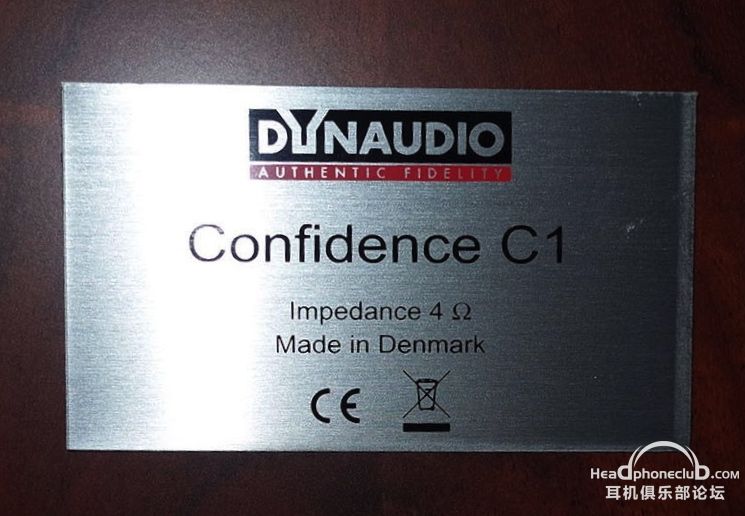 DYNAUDIO
AUTHENTIC FIDELITY
Confidence C1
Impedance 4 Ω
Made in Denmark
CE
Headphoneclub.com
耳机俱乐部论坛